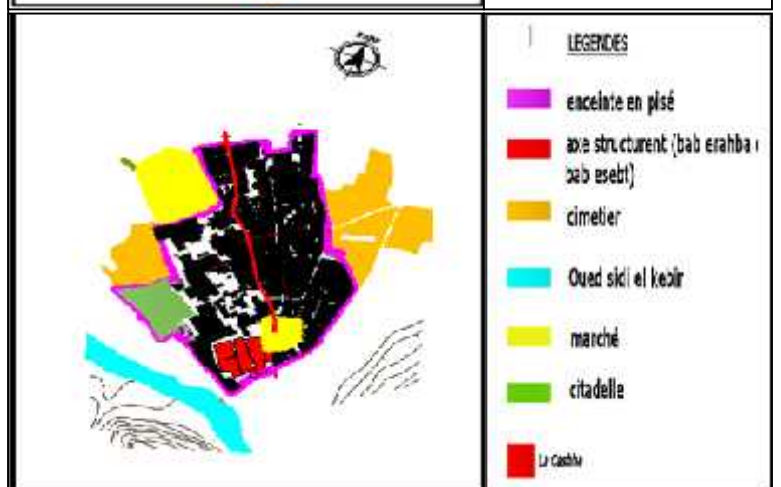 LEGENDES
enceinte en pisé
axe structurent (bab erahba
bab esebt)
cimetier
Oued sidi el kebir
marché
citadelle
La Casbha